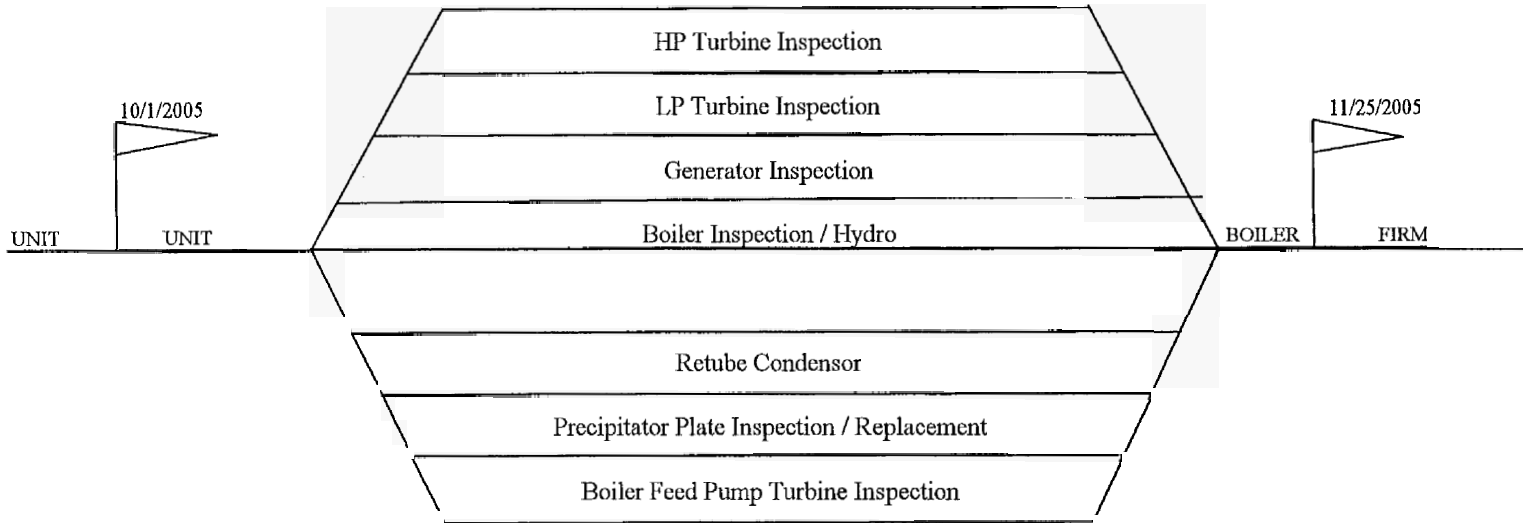 HP Turbine Inspection
LP Turbine Inspection
10/1/2005
11/25/2005
Generator Inspection
UNIT
UNIT
Boiler Inspection / Hydro
BOILER
FIRM
Retube Condensor
Precipitator Plate Inspection / Replacement
Boiler Feed Pump Turbine Inspection